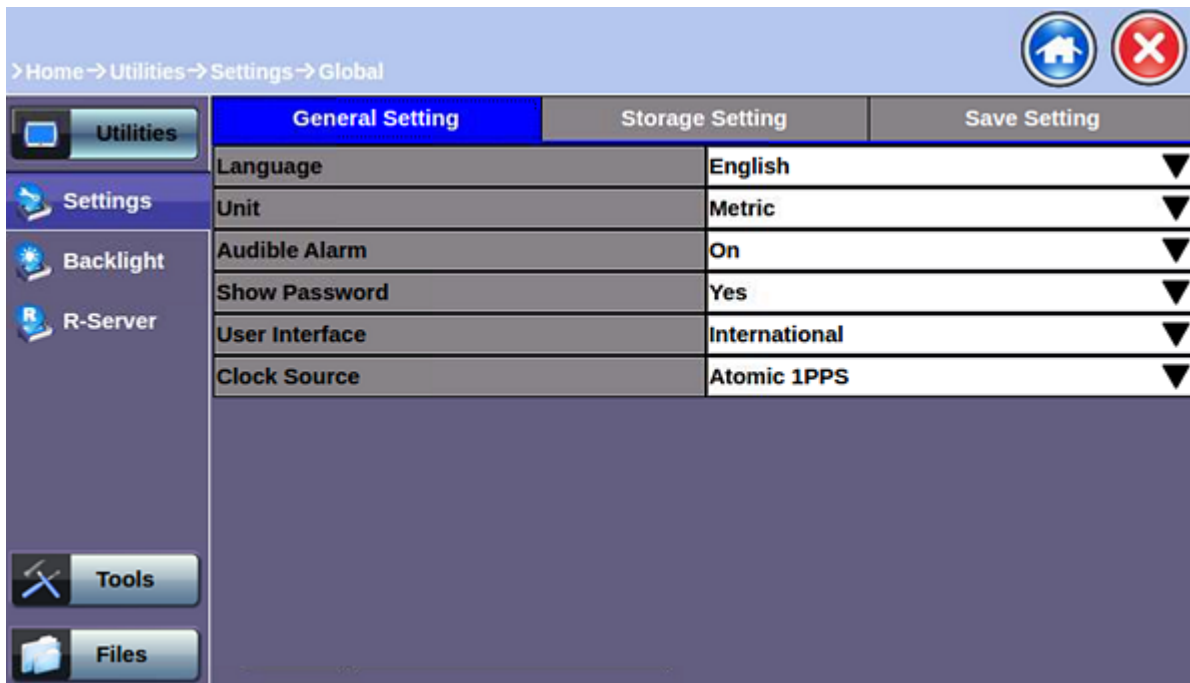 >Home→Utilities→Settings→Global
Utilities
Settings
Backlight
R-Server
Tools
Files
General Setting Storage Setting Save Setting
Language English
Unit Metric
Audible Alarm On
Show Password Yes
User Interface International
Clock Source Atomic 1PPS